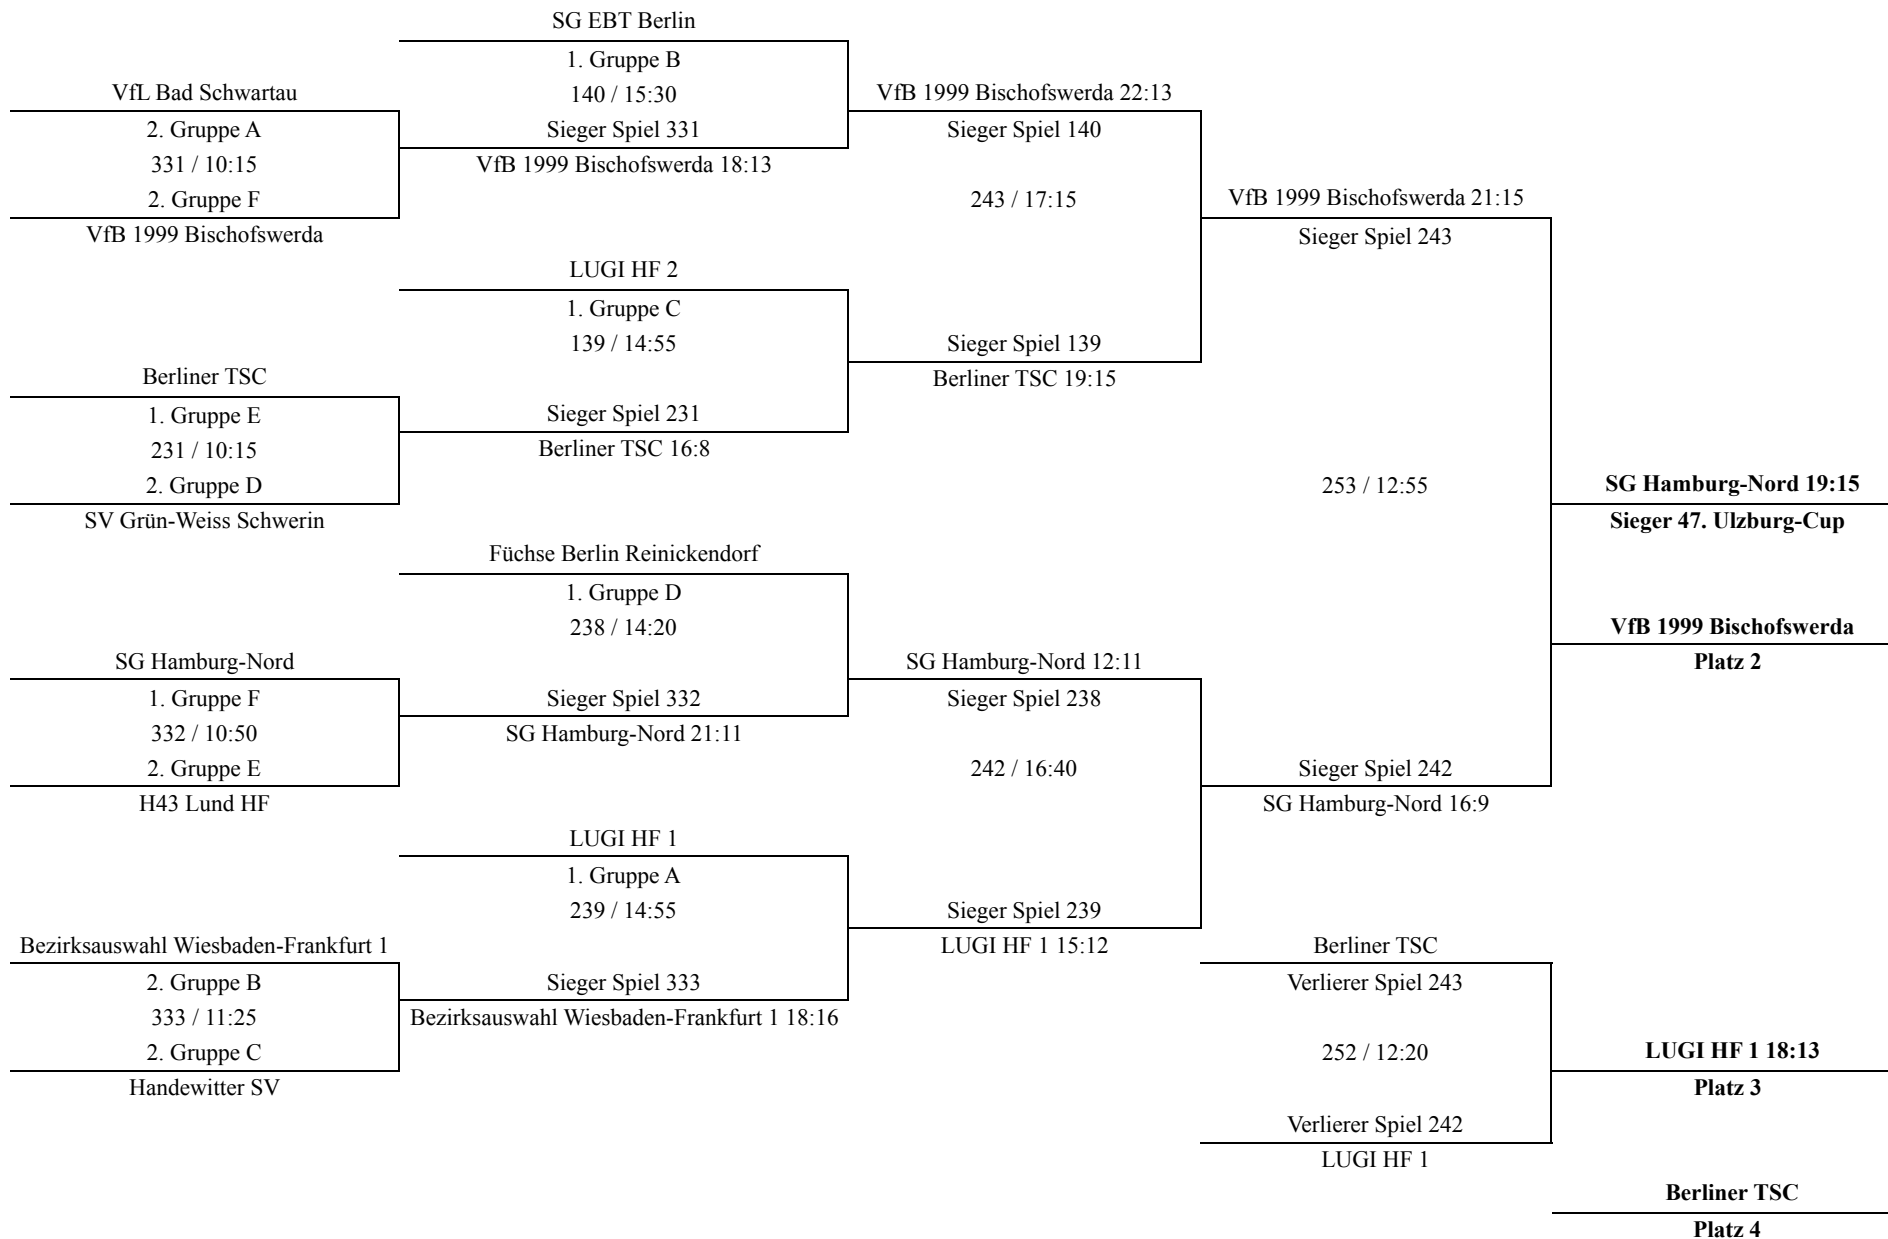 SG EBT Berlin
1. Gruppe B
140 / 15:30
Sieger Spiel 331
VfB 1999 Bischofswerda 18:13
VfL Bad Schwartau
2. Gruppe A
331 / 10:15
2. Gruppe F
VfB 1999 Bischofswerda
VfB 1999 Bischofswerda 22:13
Sieger Spiel 140
243 / 17:15
Sieger Spiel 139
Berliner TSC 19:15
VfB 1999 Bischofswerda 21:15
Sieger Spiel 243
253 / 12:55
Sieger Spiel 242
SG Hamburg-Nord 16:9
LUGI HF 2
1. Gruppe C
139 / 14:55
Sieger Spiel 231
Berliner TSC 16:8
Berliner TSC
1. Gruppe E
231 / 10:15
2. Gruppe D
SV Grün-Weiss Schwerin
SG Hamburg-Nord 19:15
Sieger 47. Ulzburg-Cup
VfB 1999 Bischofswerda
Platz 2
Füchse Berlin Reinickendorf
1. Gruppe D
238 / 14:20
Sieger Spiel 332
SG Hamburg-Nord 21:11
SG Hamburg-Nord
1. Gruppe F
332 / 10:50
2. Gruppe E
H43 Lund HF
SG Hamburg-Nord 12:11
Sieger Spiel 238
242 / 16:40
Sieger Spiel 239
LUGI HF 1 15:12
LUGI HF 1
1. Gruppe A
239 / 14:55
Sieger Spiel 333
Bezirksauswahl Wiesbaden-Frankfurt 1 18:16
Bezirksauswahl Wiesbaden-Frankfurt 1
2. Gruppe B
333 / 11:25
2. Gruppe C
Handewitter SV
Berliner TSC
Verlierer Spiel 243
252 / 12:20
Verlierer Spiel 242
LUGI HF 1
LUGI HF 1 18:13
Platz 3
Berliner TSC
Platz 4